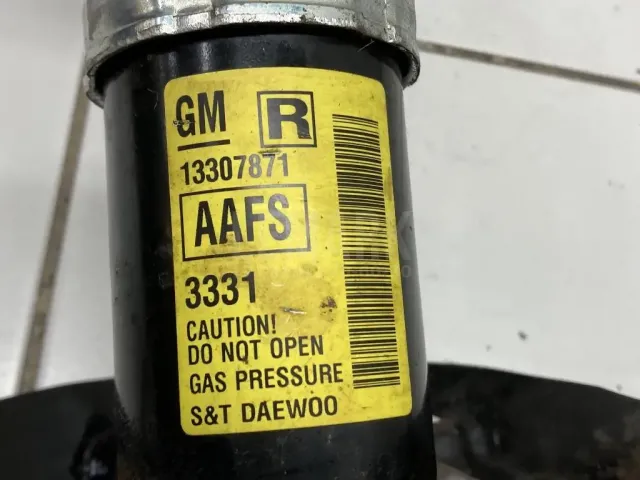 GM R
13307871
AAFS
3331
CAUTION!
DO NOT OPEN
GAS PRESSURE
S&T DAEWOO